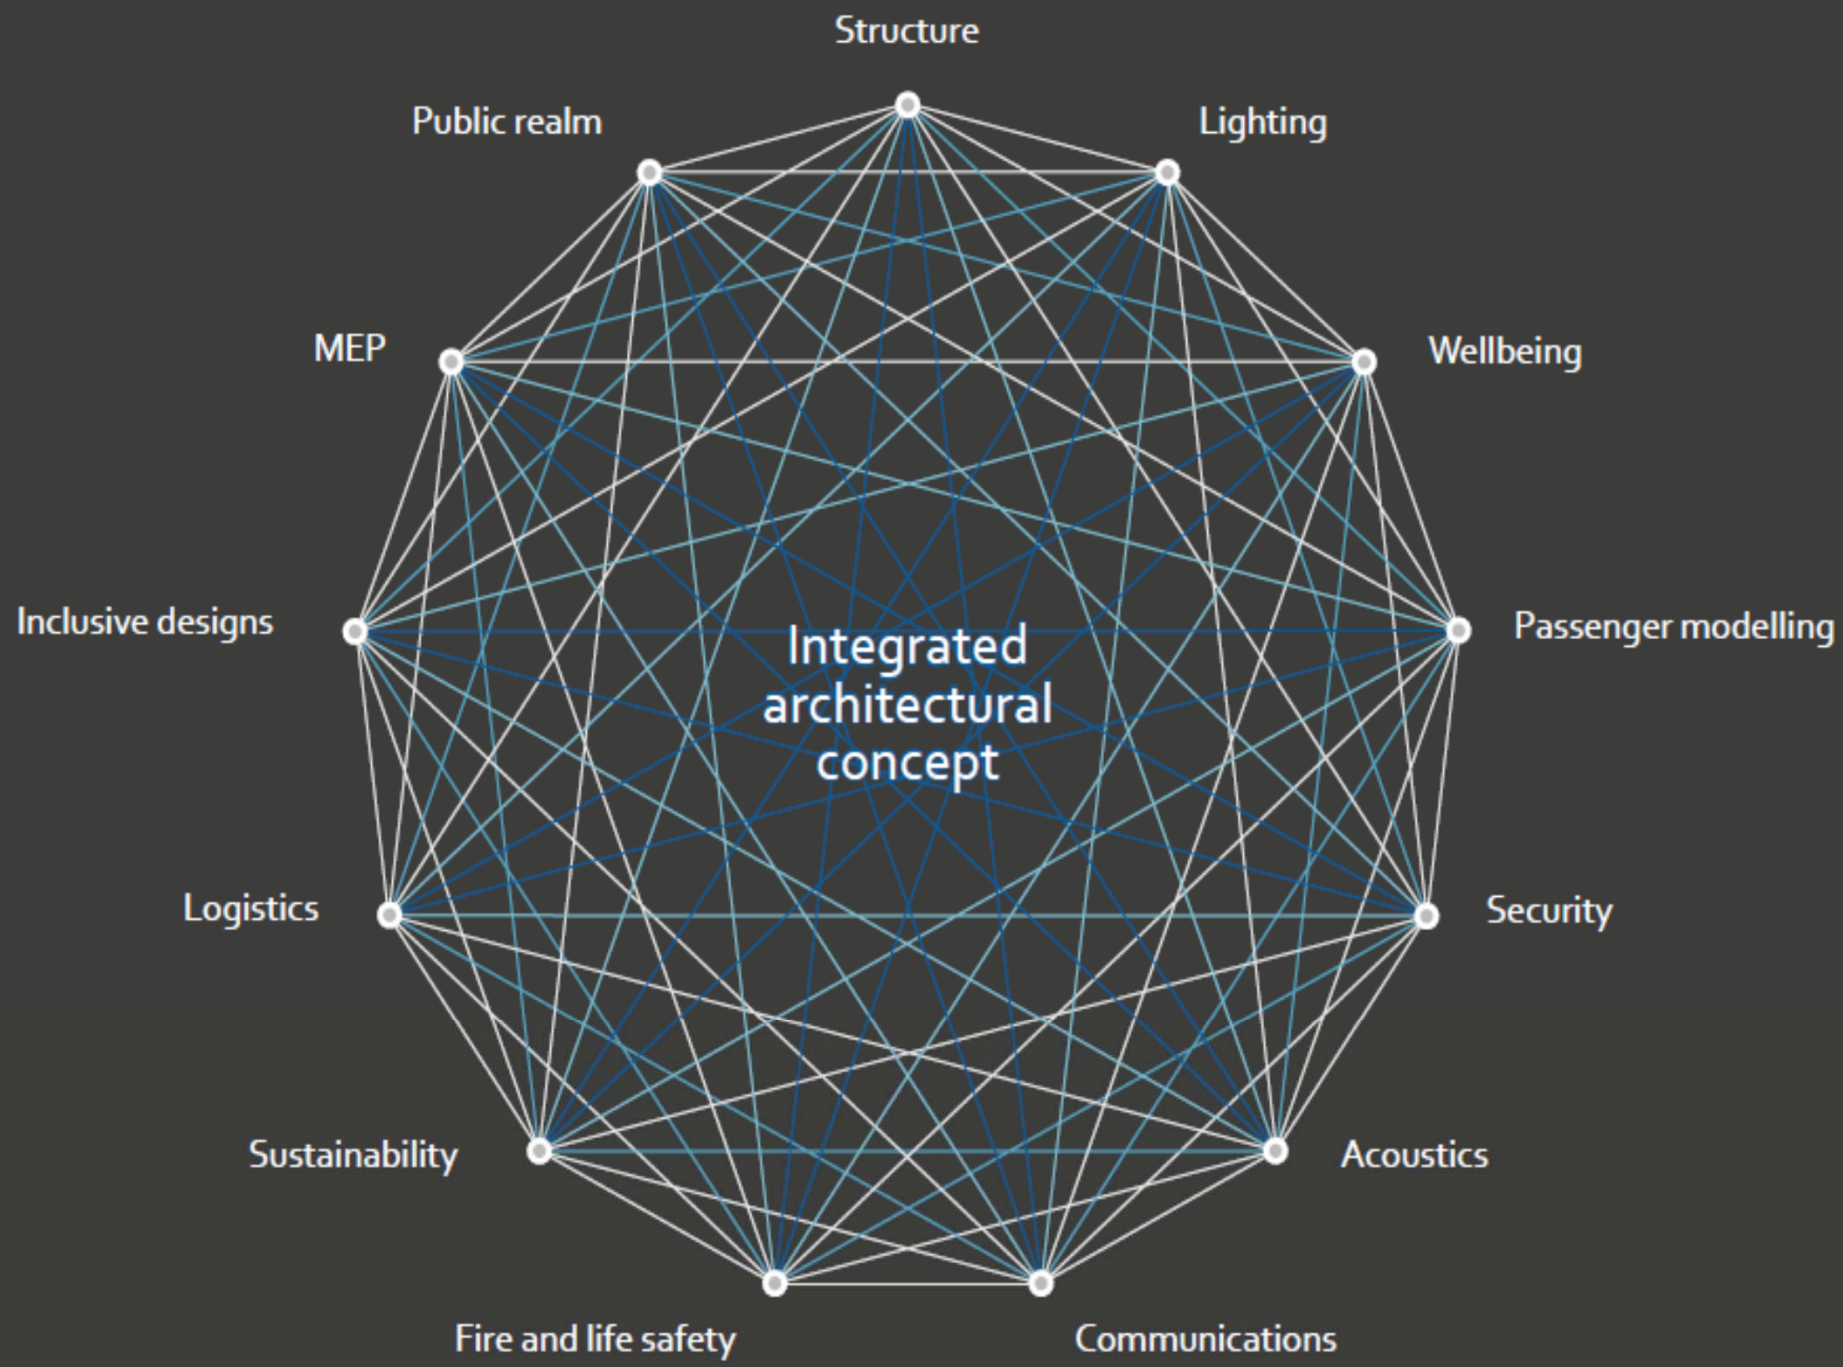 Structure
Public realm
Lighting
MEP
Wellbeing
Inclusive designs
Passenger modelling
Integrated
architectural
concept
Logistics
Security
Sustainability
Acoustics
Fire and life safety
Communications